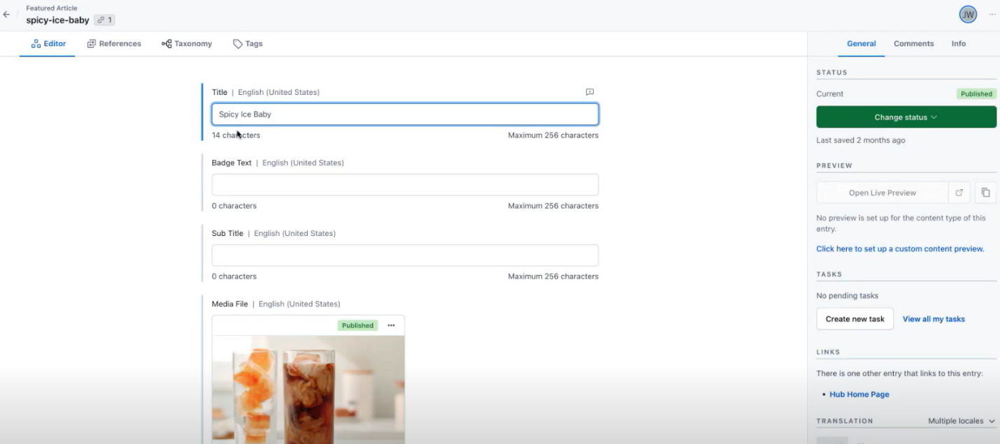 Featured Article
spicy-ice-baby 1
JW
Editor References Taxonomy Tags
General Comments Info
Title | English (United States)
Spicy Ice Baby
14 characters Maximum 256 characters
Badge Text | English (United States)
0 characters Maximum 256 characters
Sub Title | English (United States)
0 characters Maximum 256 characters
Media File | English (United States)
Published
STATUS
Current Published
Change status
Last saved 2 months ago
PREVIEW
Open Live Preview
No preview is set up for the content type of this
entry.
Click here to set up a custom content preview.
TASKS
No pending tasks
Create new task View all my tasks
LINKS
There is one other entry that links to this entry:
• Hub Home Page
TRANSLATION Multiple locales